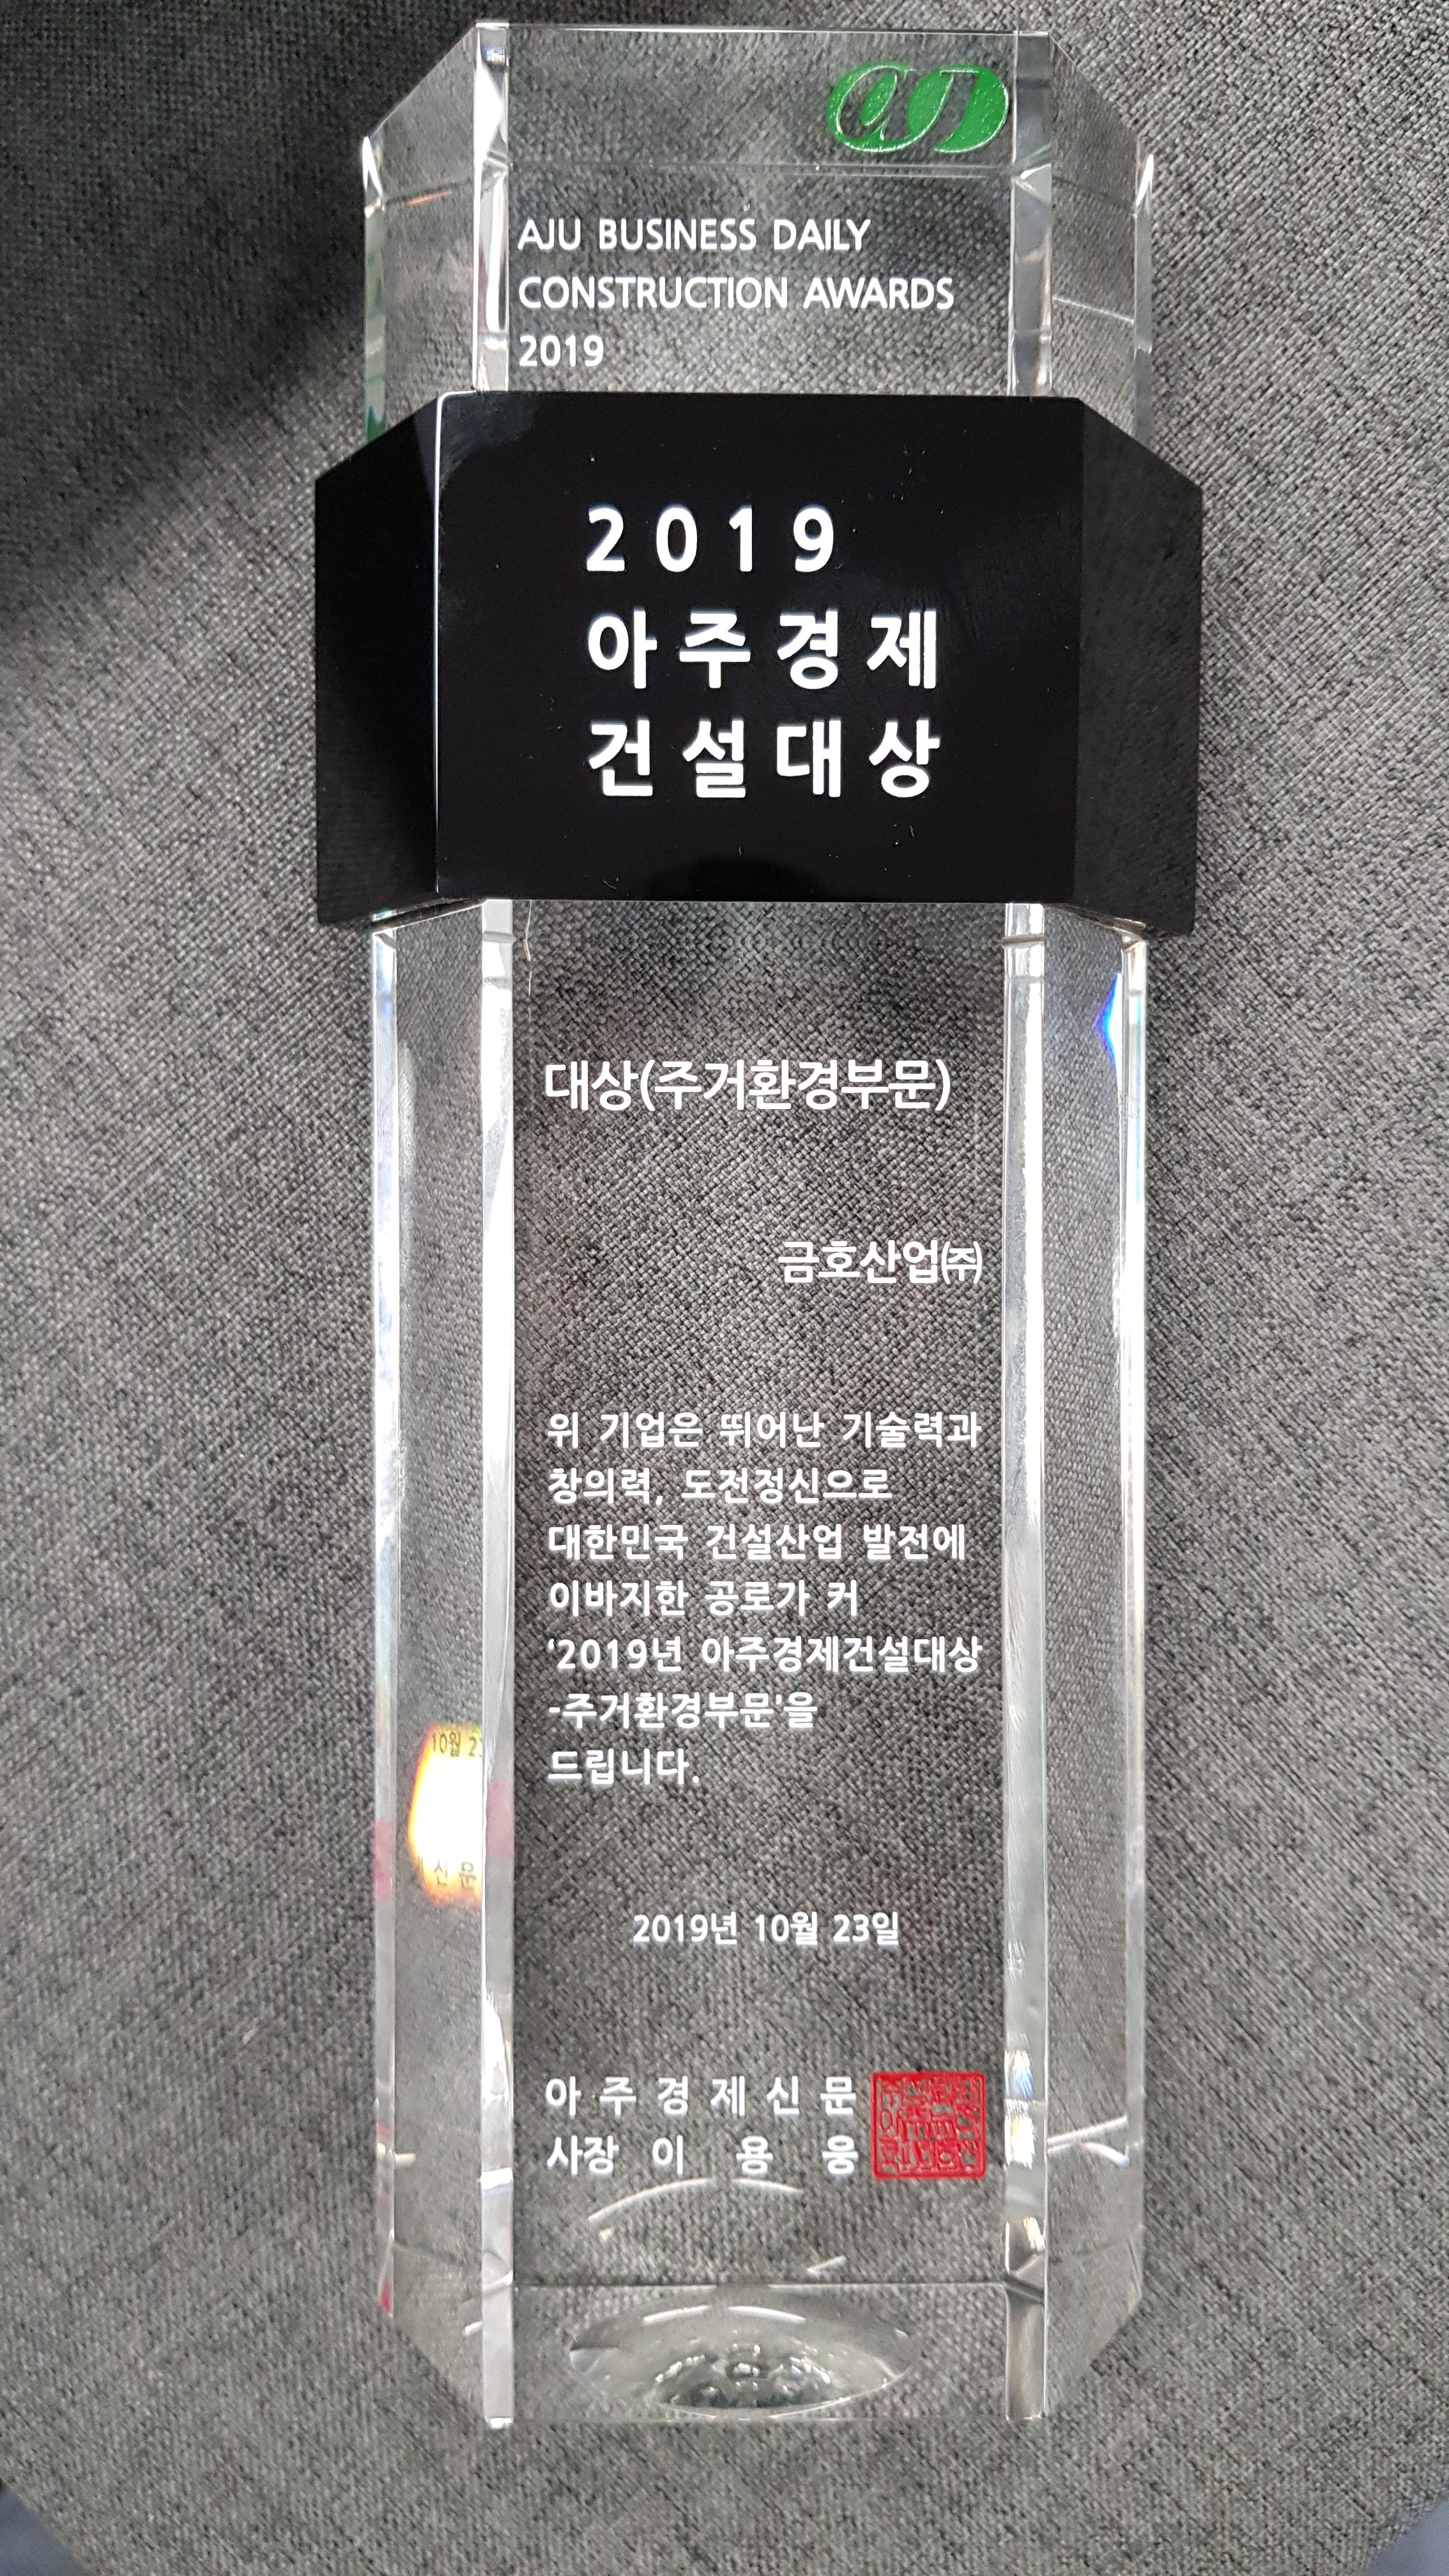 AJU BUSINESS DAILY
CONSTRUCTION AWARDS
2019
2019
아주경제
건설대상
대상(주거환경부문)
금호산업㈜
위 기업은 뛰어난 기술력과
창의력, 도전정신으로
대한민국 건설산업 발전에
이바지한 공로가 커
'2019년 아주경제건설대상
-주거환경부문'을
드립니다.
2019년 10월 23일
아주경제신문
사장 이 용 웅